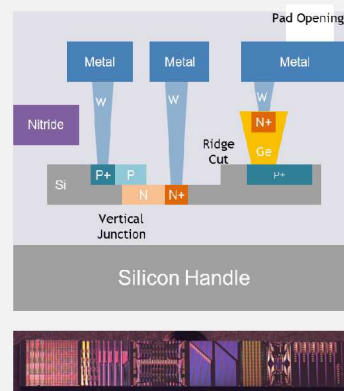 Pad Opening
Metal
Metal
Metal
W
W
W
Nitride
N+
Ridge
Cut
Ge
Si
P+
P
P+
N
N+
Vertical
Junction
Silicon Handle